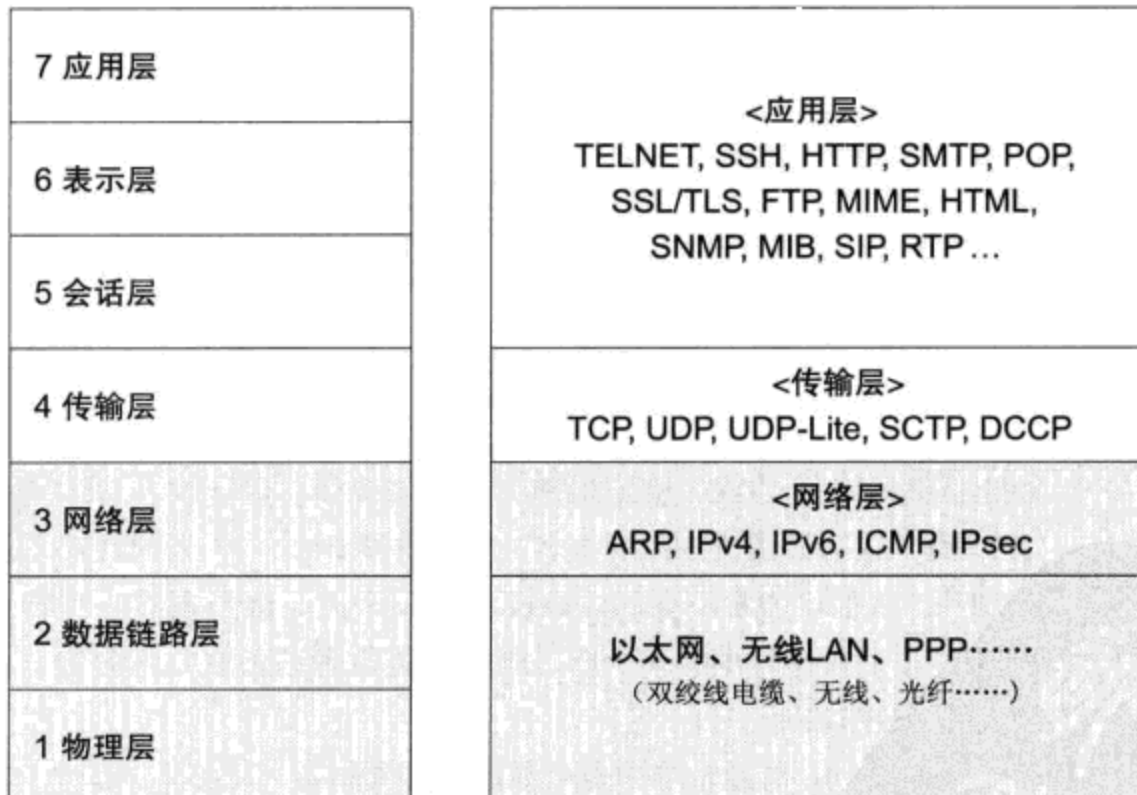 7 应用层
6 表示层
5 会话层
4 传输层
3 网络层
2 数据链路层
1 物理层
<应用层>
TELNET, SSH, HTTP, SMTP, POP,
SSL/TLS, FTP, MIME, HTML,
SNMP, MIB, SIP, RTP …
<传输层>
TCP, UDP, UDP-Lite, SCTP, DCCP
<网络层>
ARP, IPv4, IPv6, ICMP, IPsec
以太网、无线LAN、PPP……
（双绞线电缆、无线、光纤……）